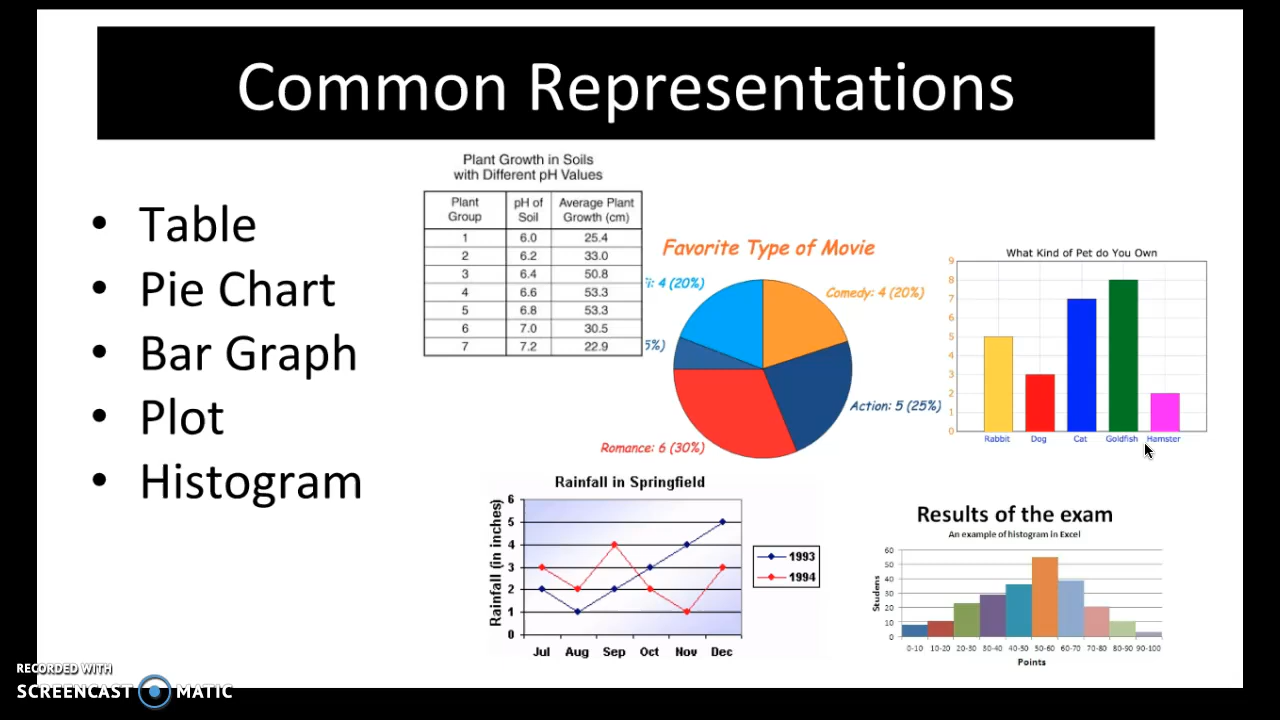 Common Representations
• Table
• Pie Chart
• Bar Graph
• Plot
• Histogram
Plant Growth in Soils
with Different pH Values
Plant Group | pH of Soil | Average Plant Growth (cm)
1 6.0 25.4
2 6.2 33.0
3 6.4 50.8
4 6.6 53.3
5 6.8 53.3
6 7.0 30.5
7 7.2 22.9
Favorite Type of Movie
4 (20%)
Comedy: 4 (20%)
5%)
Action: 5 (25%)
Romance: 6 (30%)
What Kind of Pet do You Own
9
8
7
6
5
4
3
2
1
0
Rabbit Dog Cat Goldfish Hamster
Rainfall in Springfield
Rainfall (in inches)
6
5
4
3
2
1
0
Jul Aug Sep Oct Nov Dec
1993
1994
Results of the exam
An example of histogram in Excel
Studens
60
50
40
30
20
10
0
0-10 10-20 20-30 30-40 40-50 50-60 60-70 70-80 80-90 90-100
Points
RECORDED WITH
SCREENCAST MATIC